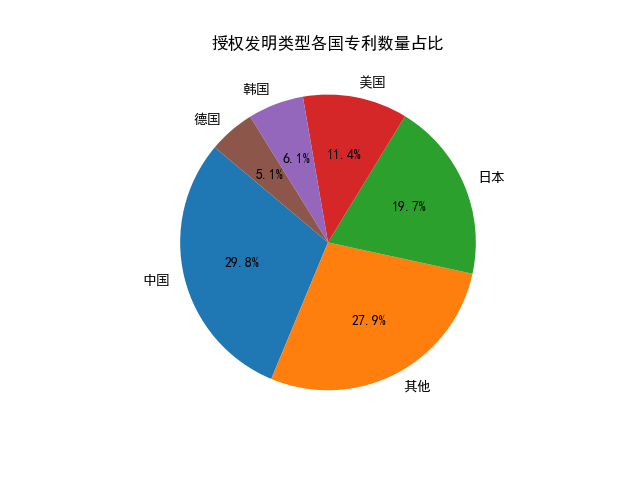 授权发明类型各国专利数量占比
美国
韩国
德国
日本
中国
其他
11.4%
6.1%
5.1%
19.7%
29.8%
27.9%